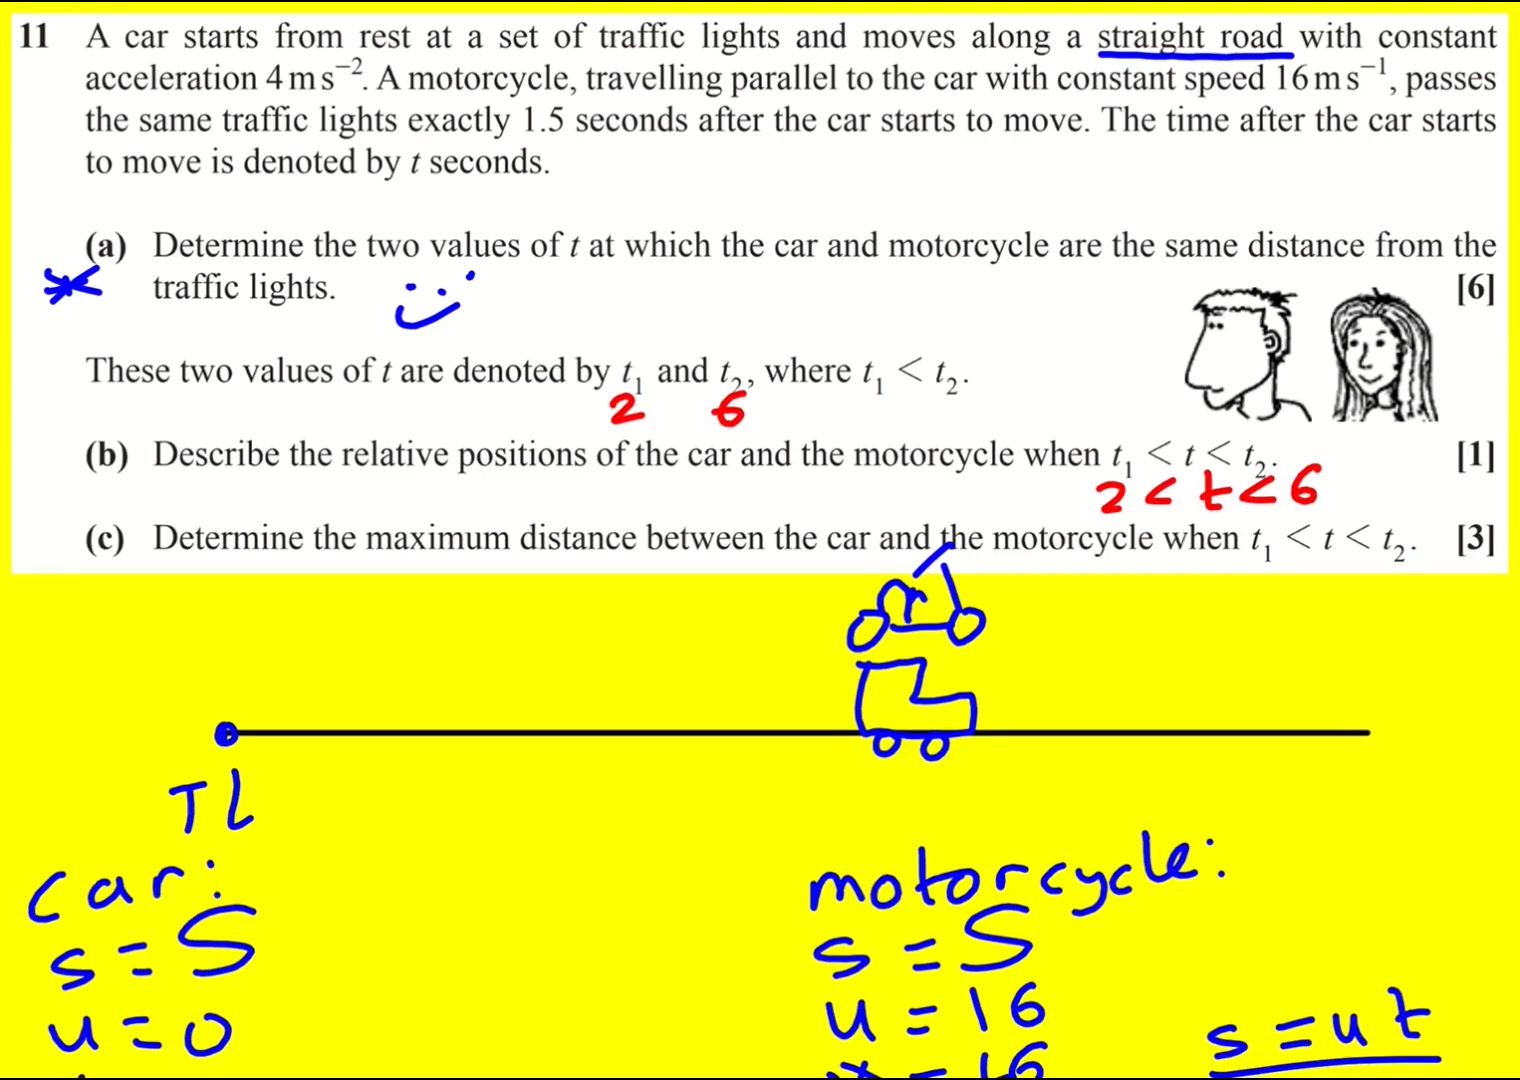 11 A car starts from rest at a set of traffic lights and moves along a straight road with constant
acceleration 4 m s⁻². A motorcycle, travelling parallel to the car with constant speed 16 m s⁻¹, passes
the same traffic lights exactly 1.5 seconds after the car starts to move. The time after the car starts
to move is denoted by t seconds.
(a) Determine the two values of t at which the car and motorcycle are the same distance from the
traffic lights. [6]
These two values of t are denoted by t₁ and t₂, where t₁ < t₂.
2 6
(b) Describe the relative positions of the car and the motorcycle when t₁ < t < t₂. [1]
2 < t < 6
(c) Determine the maximum distance between the car and the motorcycle when t₁ < t < t₂. [3]
TL
car:
motorcycle:
s = S
s = S
u = 0
u = 16
s = ut
= 16